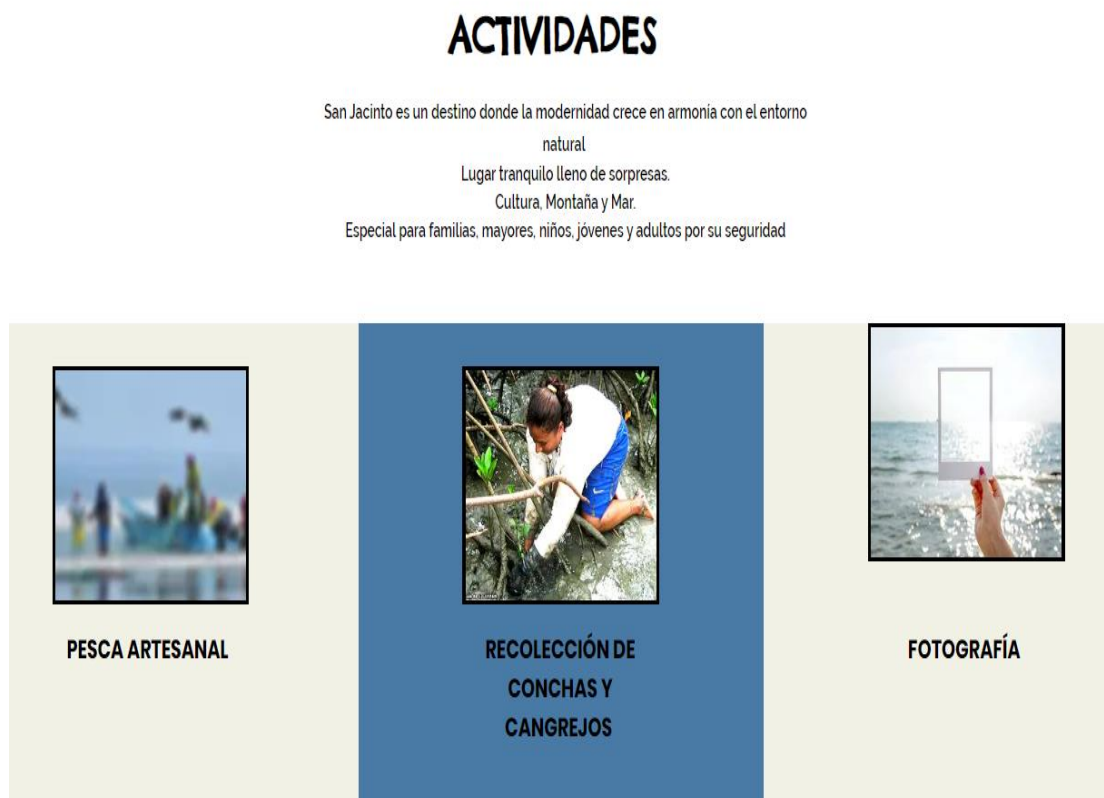 ACTIVIDADES
San Jacinto es un destino donde la modernidad crece en armonía con el entorno
natural
Lugar tranquilo lleno de sorpresas.
Cultura, Montaña y Mar.
Especial para familias, mayores, niños, jóvenes y adultos por su seguridad
PESCA ARTESANAL
RECOLECCIÓN DE
CONCHAS Y
CANGREJOS
FOTOGRAFÍA